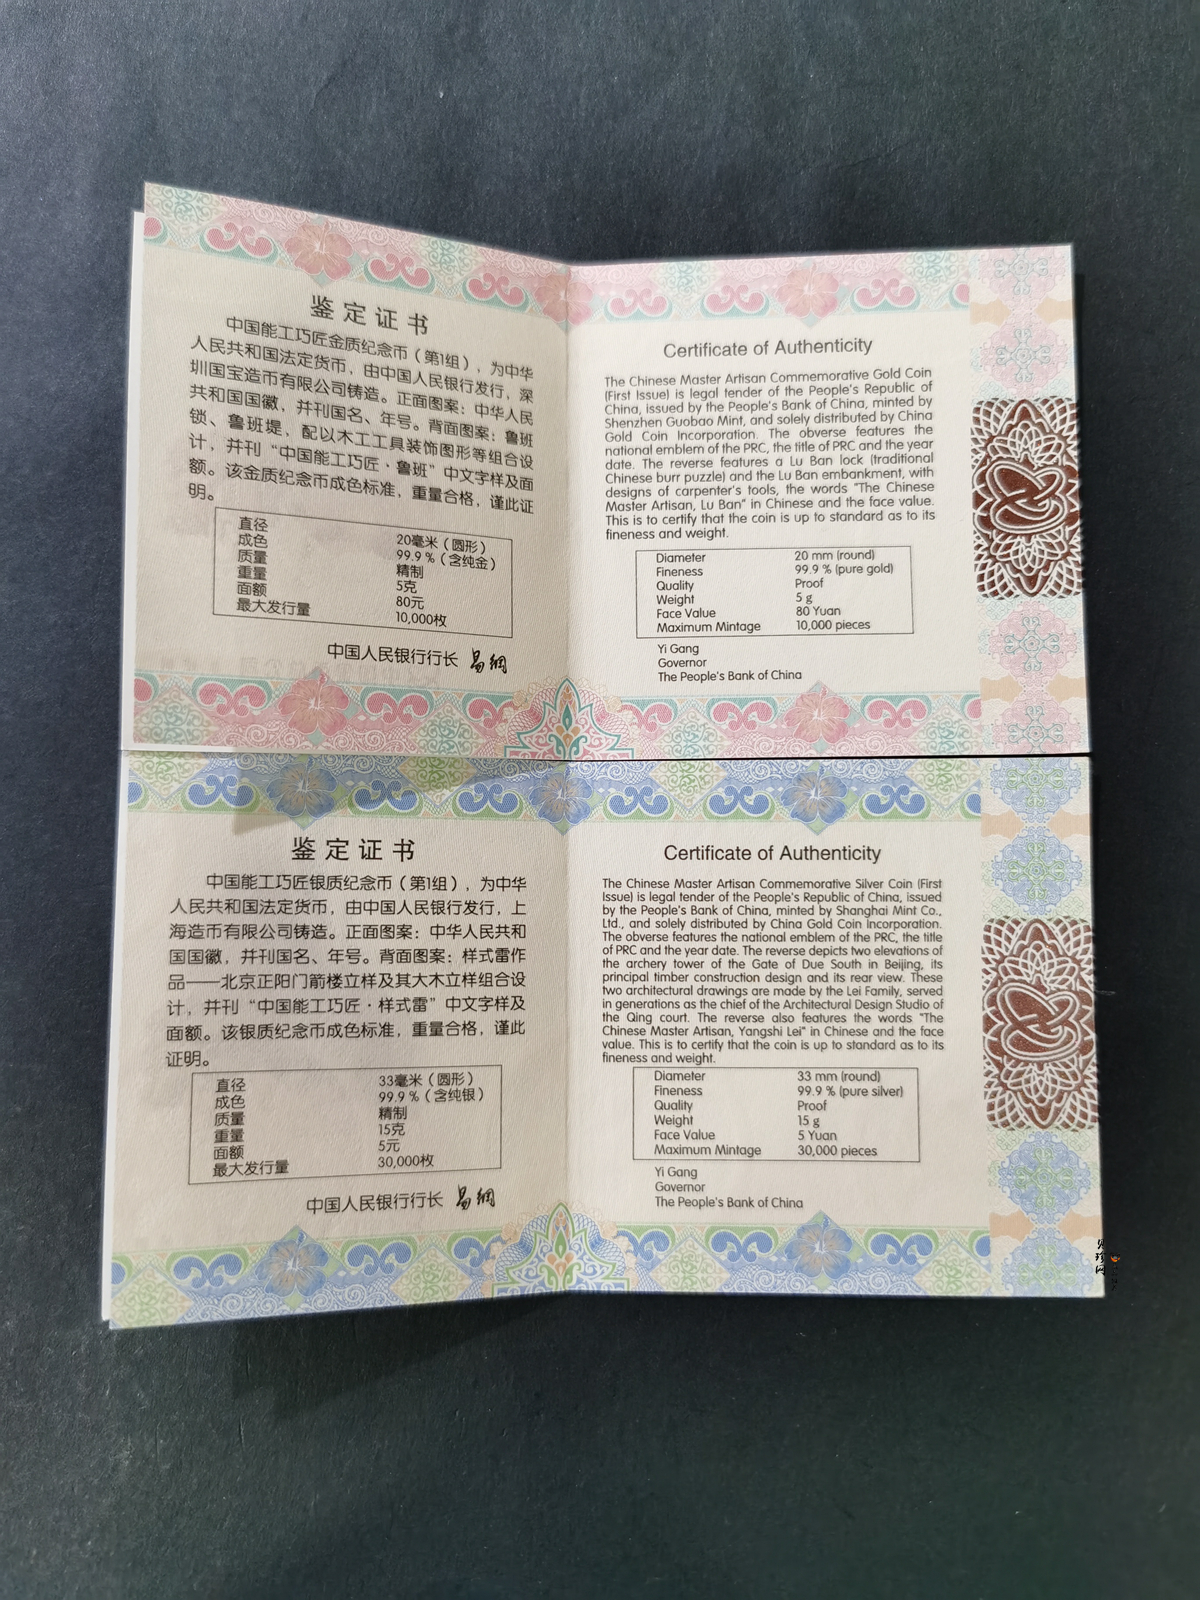 鉴定证书
中国能工巧匠金质纪念币（第1组），为中华
人民共和国法定货币，由中国人民银行发行，深
圳国宝造币有限公司铸造。正面图案：中华人民
共和国国徽，并刊国名、年号。背面图案：鲁班
锁、鲁班堤，配以木工工具装饰图形等组合设
计，并刊“中国能工巧匠·鲁班”中文字样及面
额。该金质纪念币成色标准，重量合格，谨此证
明。
直径 20毫米（圆形）
成色 99.9％（含纯金）
质量 精制
重量 5克
面额 80元
最大发行量 10,000枚
中国人民银行行长 易纲
Certificate of Authenticity
The Chinese Master Artisan Commemorative Gold Coin
(First Issue) is legal tender of the People's Republic of
China, issued by the People's Bank of China, minted by
Shenzhen Guobao Mint, and solely distributed by China
Gold Coin Incorporation. The obverse features the
national emblem of the PRC, the title of PRC and the year
date. The reverse features a Lu Ban lock (traditional
Chinese burr puzzle) and the Lu Ban embankment, with
designs of carpenter's tools, the words "The Chinese
Master Artisan, Lu Ban" in Chinese and the face value.
This is to certify that the coin is up to standard as to its
fineness and weight.
Diameter 20 mm (round)
Fineness 99.9 % (pure gold)
Quality Proof
Weight 5 g
Face Value 80 Yuan
Maximum Mintage 10,000 pieces
Yi Gang
Governor
The People's Bank of China
鉴定证书
中国能工巧匠银质纪念币（第1组），为中华
人民共和国法定货币，由中国人民银行发行，上
海造币有限公司铸造。正面图案：中华人民共和
国国徽，并刊国名、年号。背面图案：样式雷作
品——北京正阳门箭楼立样及其大木立样组合设
计，并刊“中国能工巧匠·样式雷”中文字样及
面额。该银质纪念币成色标准，重量合格，谨此
证明。
直径 33毫米（圆形）
成色 99.9％（含纯银）
质量 精制
重量 15克
面额 5元
最大发行量 30,000枚
中国人民银行行长 易纲
Certificate of Authenticity
The Chinese Master Artisan Commemorative Silver Coin (First
Issue) is legal tender of the People's Republic of China, issued
by the People's Bank of China, minted by Shanghai Mint Co.,
Ltd., and solely distributed by China Gold Coin Incorporation.
The obverse features the national emblem of the PRC, the title
of PRC and the year date. The reverse depicts two elevations of
the archery tower of the Gate of Due South in Beijing, its
principal timber construction design and its rear view. These
two architectural drawings are made by the Lei Family, served
in generations as the chief of the Architectural Design Studio of
the Qing court. The reverse also features the words "The
Chinese Master Artisan, Yangshi Lei" in Chinese and the face
value. This is to certify that the coin is up to standard as to its
fineness and weight.
Diameter 33 mm (round)
Fineness 99.9 % (pure silver)
Quality Proof
Weight 15 g
Face Value 5 Yuan
Maximum Mintage 30,000 pieces
Yi Gang
Governor
The People's Bank of China